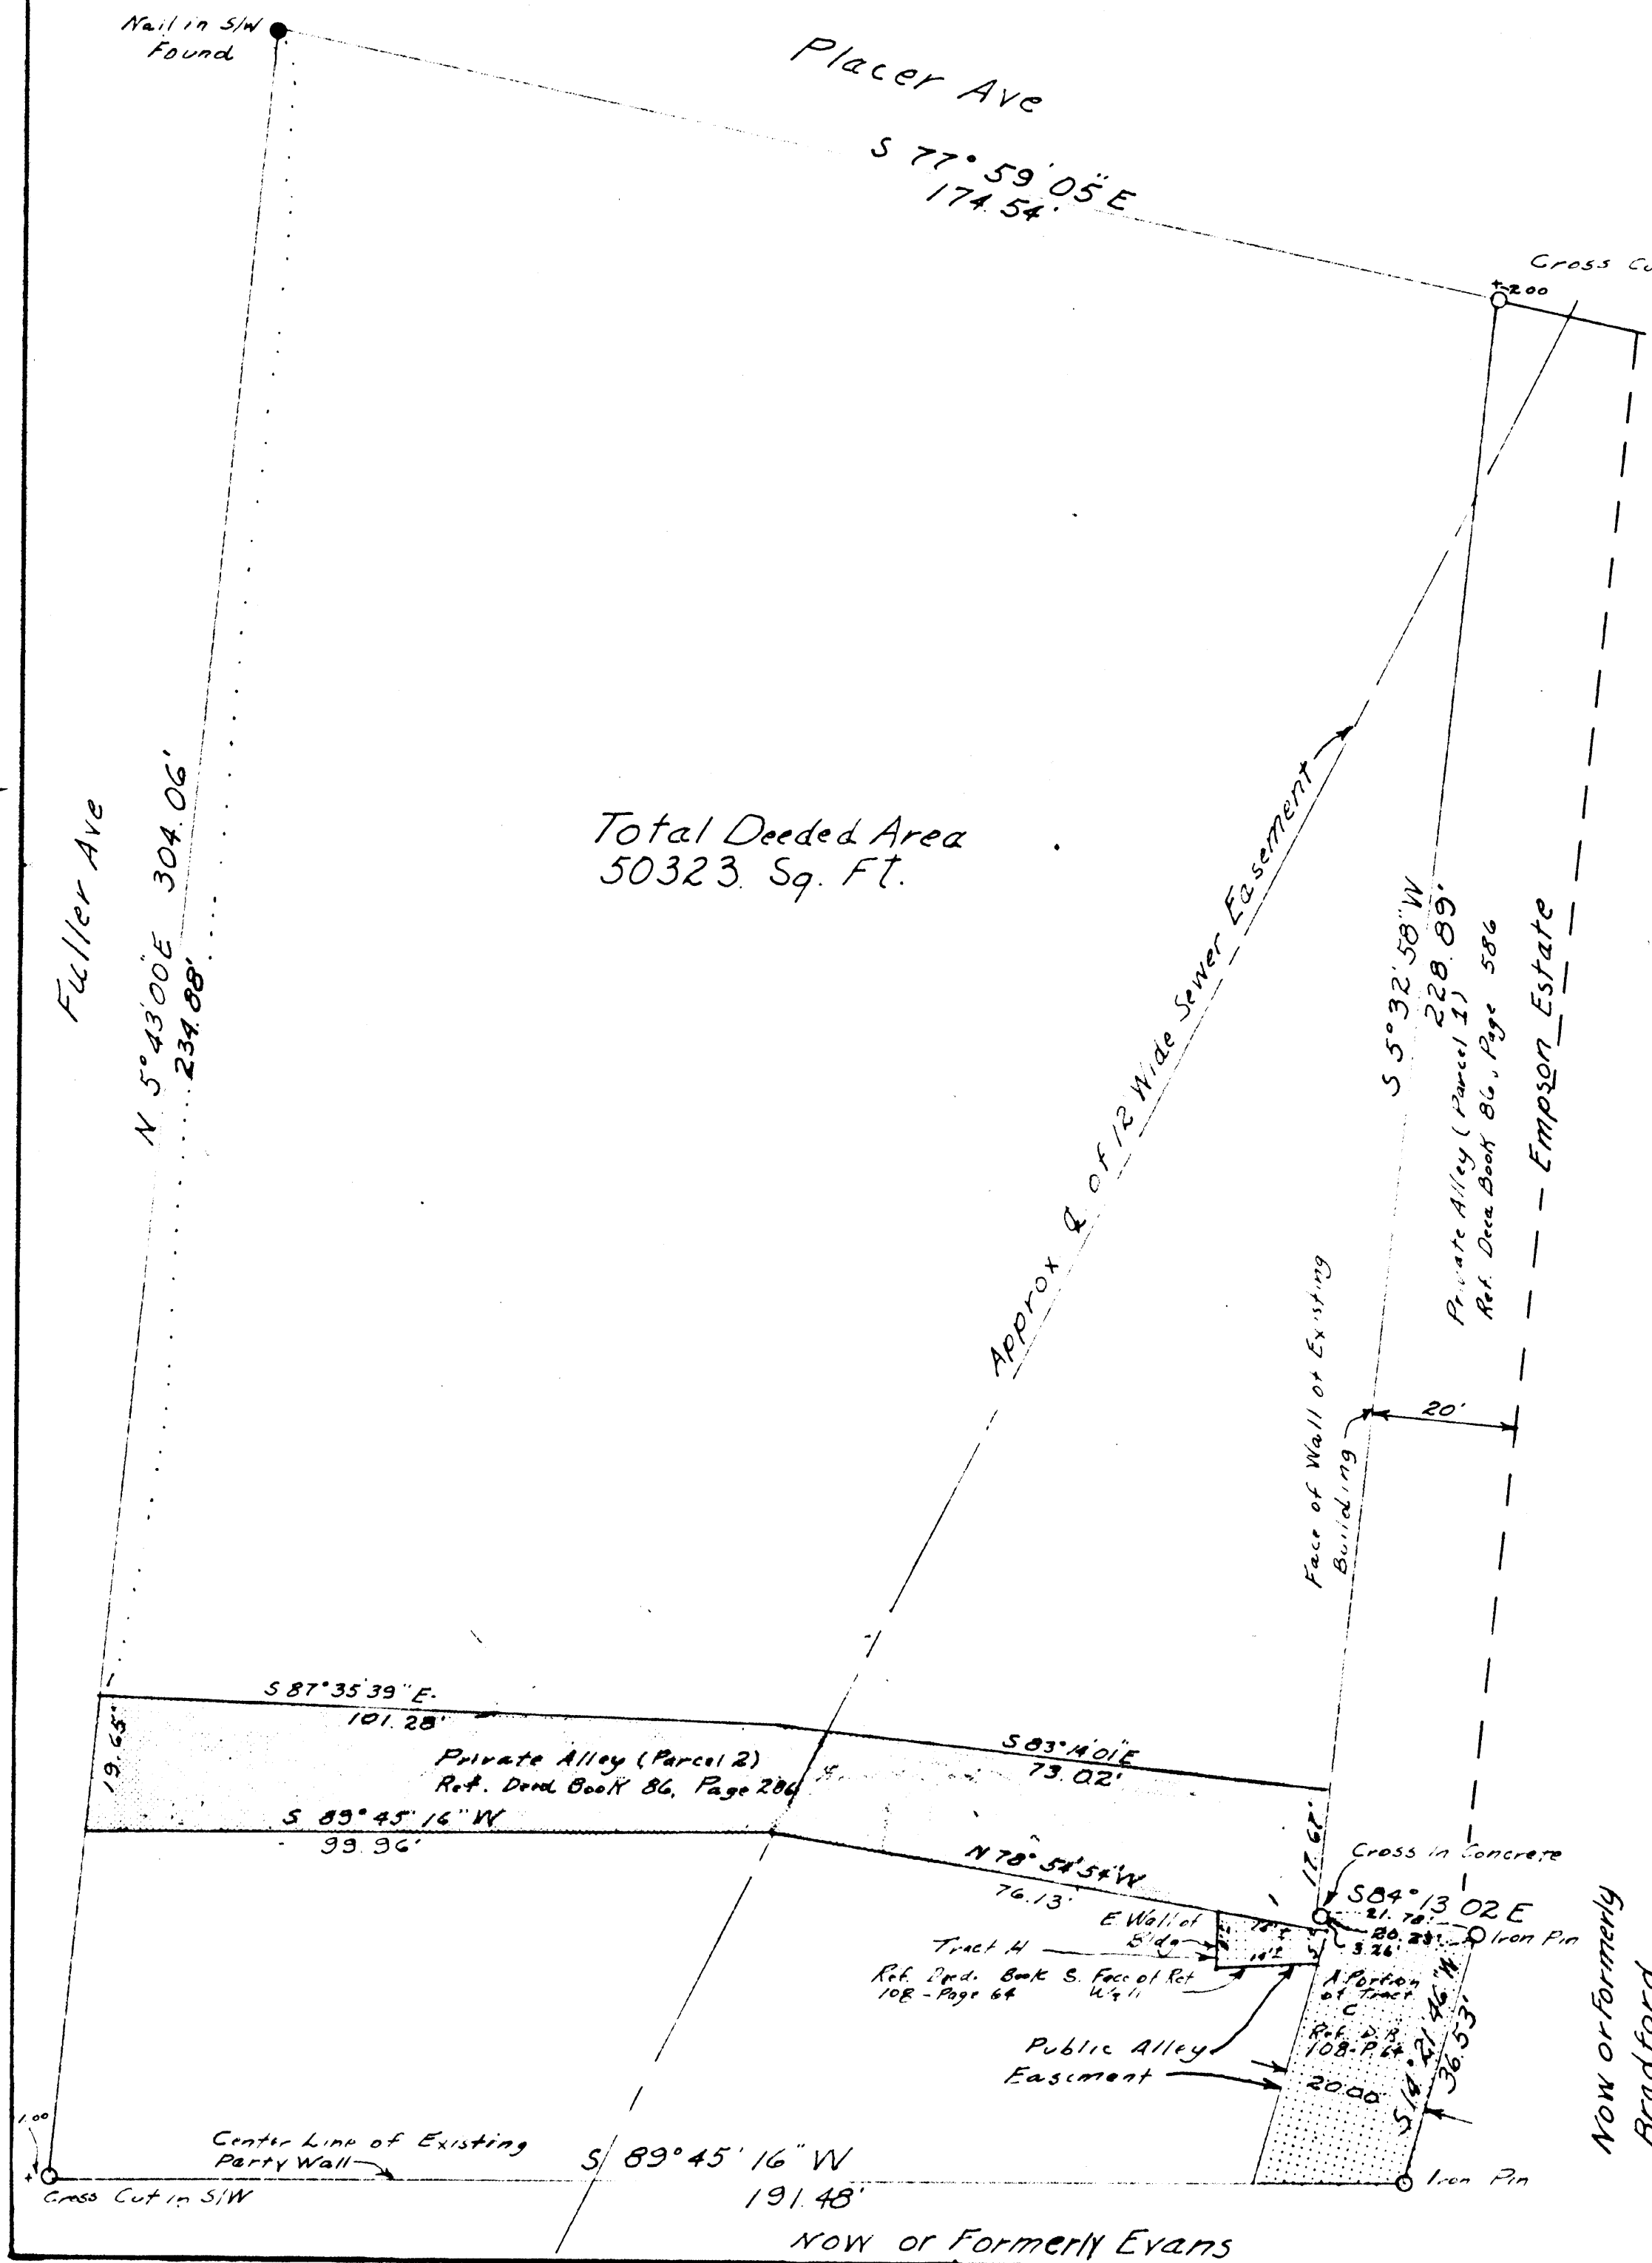 Nail in S/W
Found
Placer Ave
S 77° 59' 05" E
174.54'
Cross Cu
2.00
Fuller Ave
N 5° 43' 00" E 304.06'
234.88'
Total Deeded Area
50323. Sq. Ft.
Approx ℄ of 12 Wide Sewer Easement
S 5° 32' 58" W
228.89'
Private Alley (Parcel 1)
Ref. Deed Book 86, Page 586
Empson Estate
Face of Wall of Existing
Building
20'
S 87° 35' 39" E
101.28'
19.65'
Private Alley (Parcel 2)
Ref. Deed Book 86, Page 286
S 83° 14' 01" E
73.02'
S 89° 45' 16" W
99.96'
N 78° 54' 54" W
76.13'
17.62'
Cross in Concrete
S 84° 13 02 E
21.78'
20.23'
3.26'
Iron Pin
E. Wall of
Bldg
Tract H
Ref. Deed. Book S. Face of Ret
108 - Page 64 Wall
A Portion
of Tract
C
Ref. D.B.
108-P.64
Public Alley
Easement
20.00'
S 14° 21' 46" W
36.53'
Now or Formerly
Bradford
1.00
Center Line of Existing
Party Wall
S 89° 45' 16" W
191.48'
Cross Cut in S/W
Iron Pin
Now or Formerly Evans